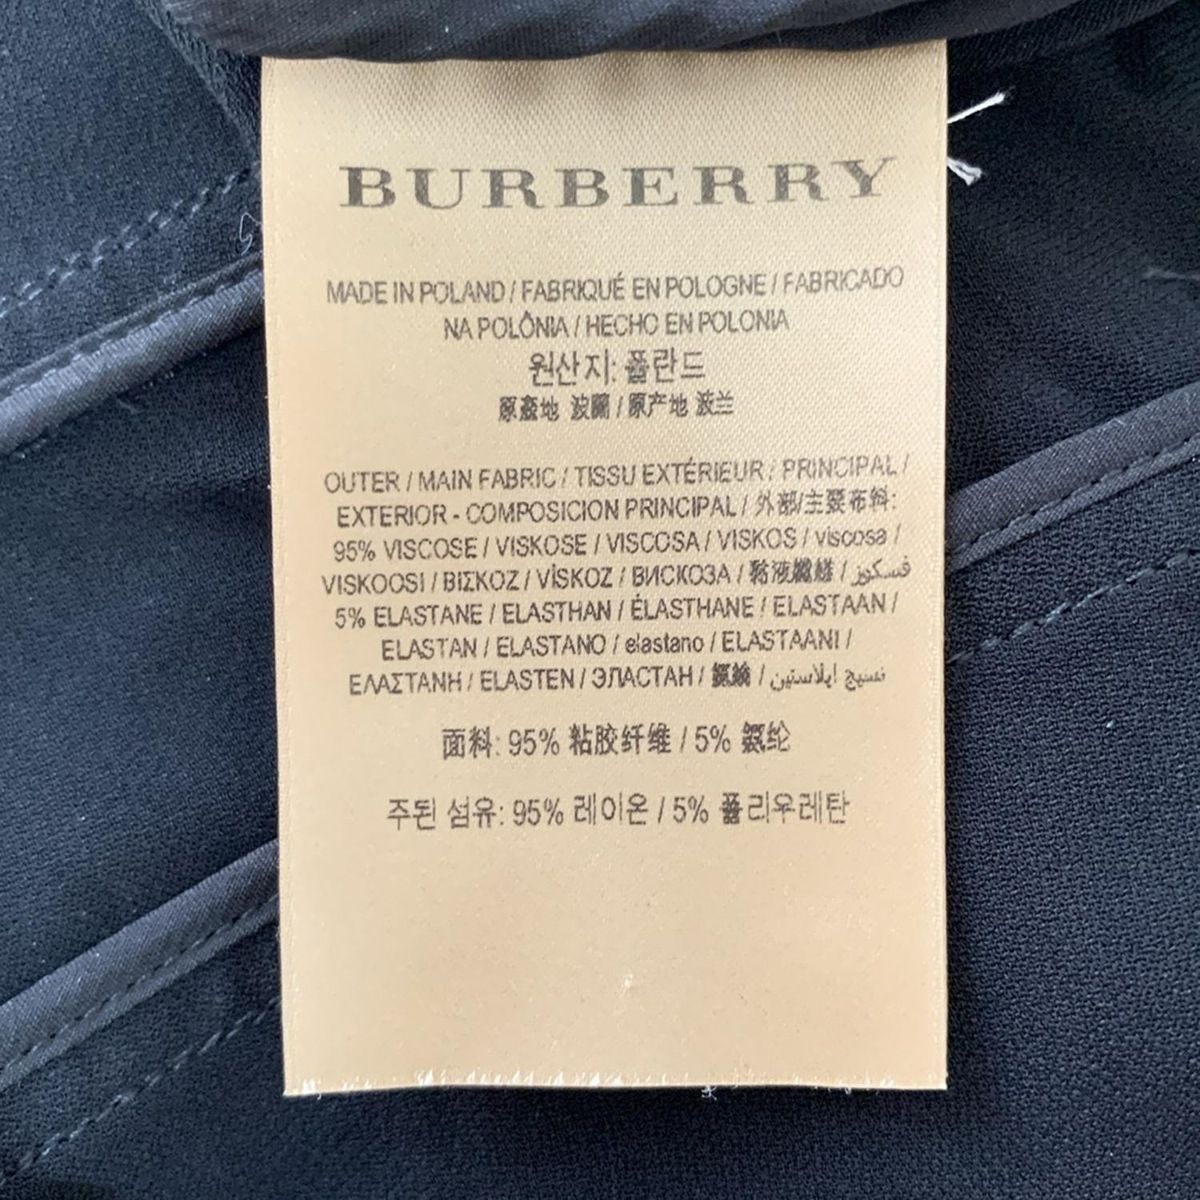 BURBERRY
MADE IN POLAND / FABRIQUÉ EN POLOGNE / FABRICADO
NA POLÔNIA / HECHO EN POLONIA
원산지: 폴란드
原產地 波蘭 / 原产地 波兰
OUTER / MAIN FABRIC / TISSU EXTÉRIEUR : PRINCIPAL /
EXTERIOR - COMPOSICION PRINCIPAL / 外部/主要布料:
95% VISCOSE / VISKOSE / VISCOSA / VISKOS / viscosa /
VISKOOSI / ΒΙΣΚΟΖ / VİSKOZ / ВИСКОЗА / 黏液纖維 / فسكوز
5% ELASTANE / ELASTHAN / ÉLASTHANE / ELASTAAN /
ELASTAN / ELASTANO / elastano / ELASTAANI /
ΕΛΑΣΤΑΝΗ / ELASTEN / ЭЛАСТАН / 氨綸 / نسيج ايلاستين
面料: 95% 粘胶纤维 / 5% 氨纶
주된 섬유: 95% 레이온 / 5% 폴리우레탄